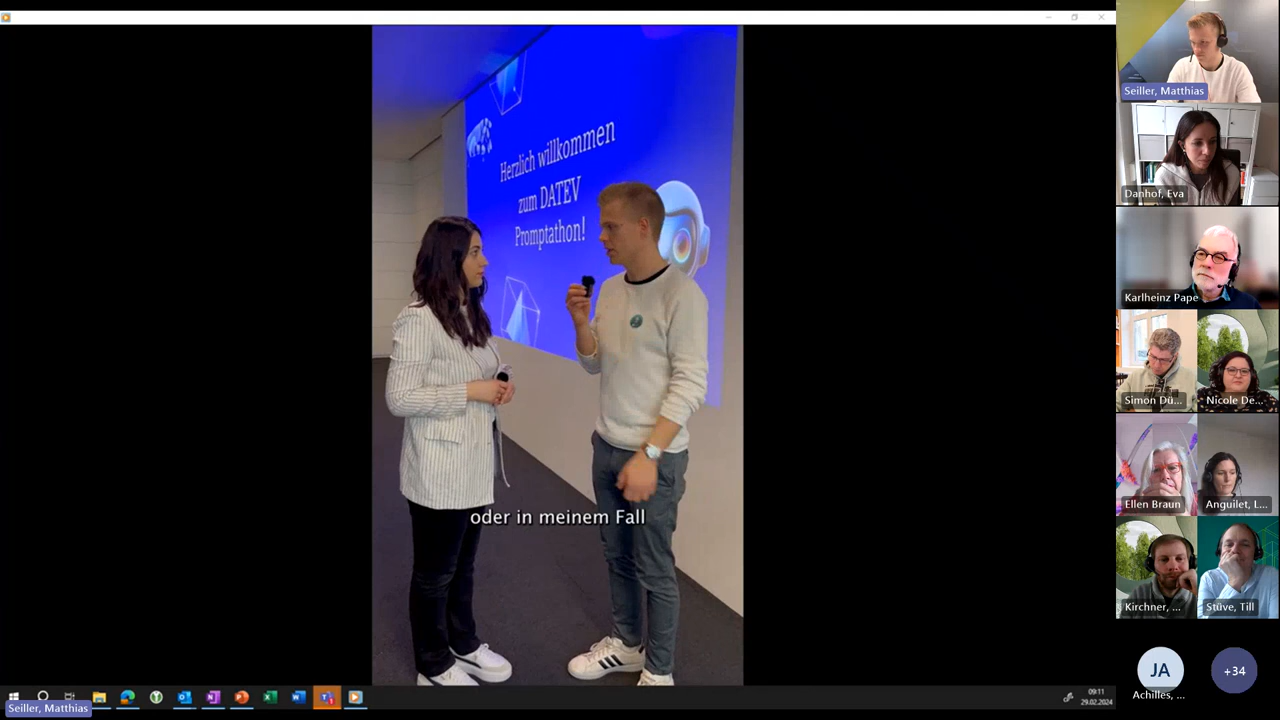 Herzlich willkommen
zum DATEV
Promptathon!
oder in meinem Fall
Seiller, Matthias
Danhof, Eva
Karlheinz Pape
Simon Dü...
Nicole De...
Ellen Braun
Anguilet, L...
Kirchner, ...
Stüve, Till
JA
Achilles, ...
+34
09:11
29.02.2024
Seiller, Matthias